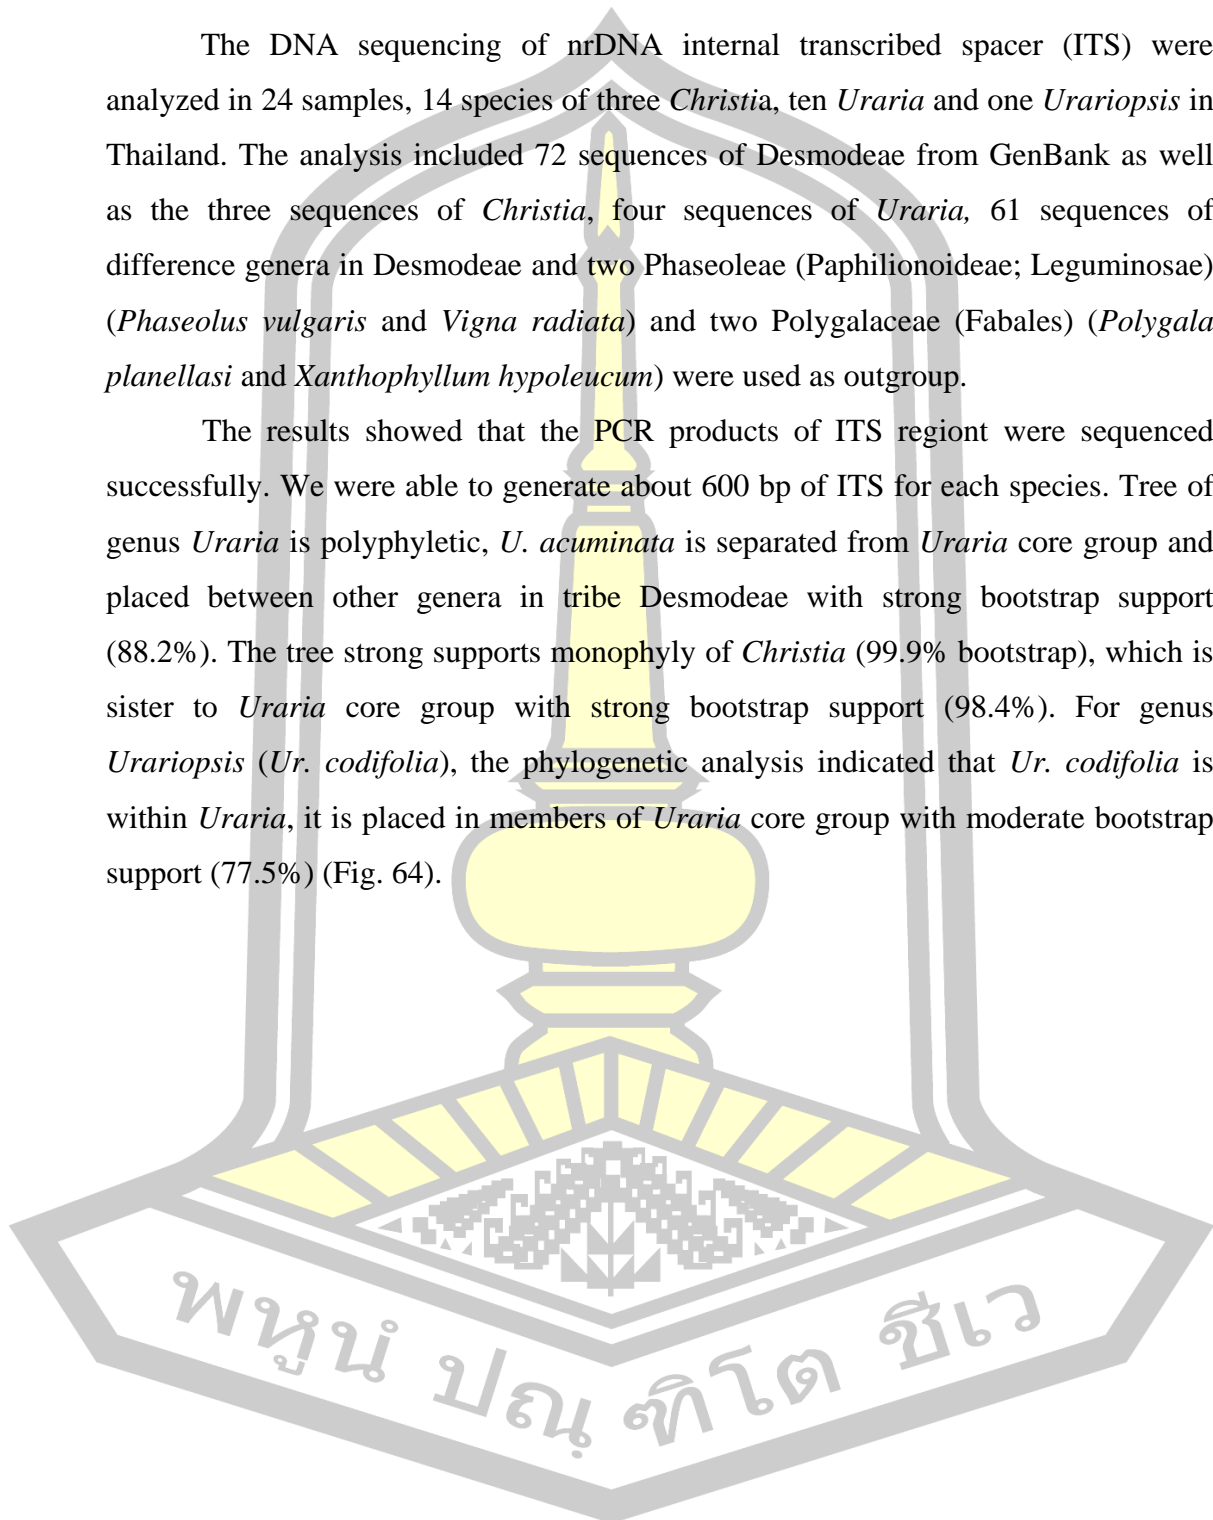 The DNA sequencing of nrDNA internal transcribed spacer (ITS) were
analyzed in 24 samples, 14 species of three Christia, ten Uraria and one Urariopsis in
Thailand. The analysis included 72 sequences of Desmodeae from GenBank as well
as the three sequences of Christia, four sequences of Uraria, 61 sequences of
difference genera in Desmodeae and two Phaseoleae (Paphilionoideae; Leguminosae)
(Phaseolus vulgaris and Vigna radiata) and two Polygalaceae (Fabales) (Polygala
planellasi and Xanthophyllum hypoleucum) were used as outgroup.
The results showed that the PCR products of ITS regiont were sequenced
successfully. We were able to generate about 600 bp of ITS for each species. Tree of
genus Uraria is polyphyletic, U. acuminata is separated from Uraria core group and
placed between other genera in tribe Desmodeae with strong bootstrap support
(88.2%). The tree strong supports monophyly of Christia (99.9% bootstrap), which is
sister to Uraria core group with strong bootstrap support (98.4%). For genus
Urariopsis (Ur. codifolia), the phylogenetic analysis indicated that Ur. codifolia is
within Uraria, it is placed in members of Uraria core group with moderate bootstrap
support (77.5%) (Fig. 64).
พหูนํ ปณฺ ฑิโต ชีเว